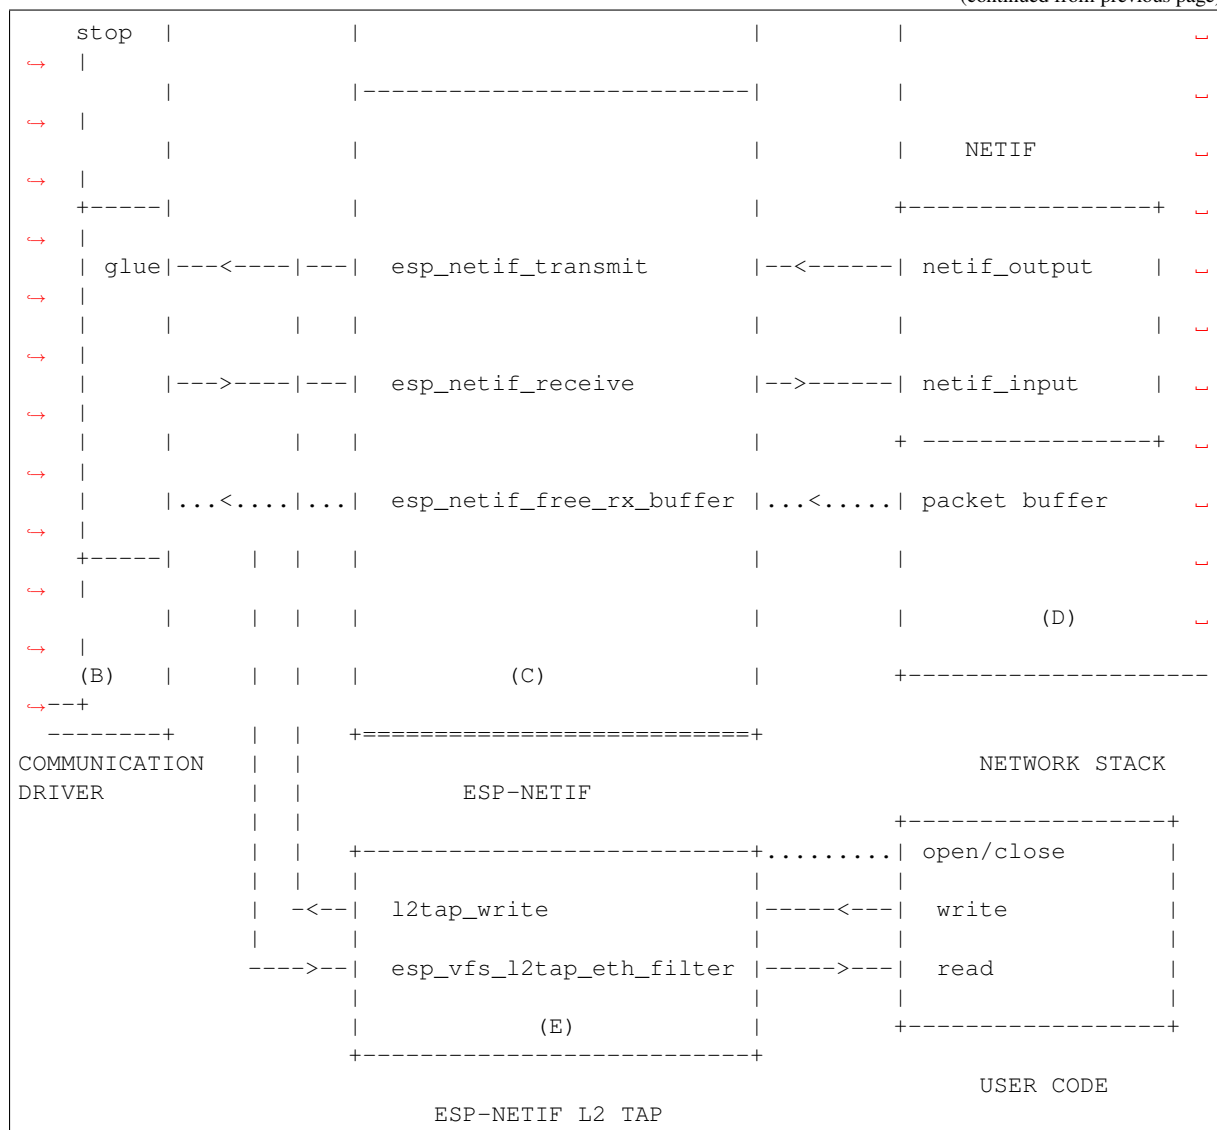 (continued from previous page)
    stop  |            |                           |         |                    ␣
↪   |
          |            |---------------------------|         |                    ␣
↪   |
          |            |                           |         |    NETIF           ␣
↪   |
    +-----|            |                           |         +-----------------+  ␣
↪   |
    | glue|---<----|---|  esp_netif_transmit       |--<------| netif_output    |  ␣
↪   |
    |     |        |   |                           |         |                 |  ␣
↪   |
    |     |--->----|---|  esp_netif_receive        |-->------| netif_input     |  ␣
↪   |
    |     |        |   |                           |         + ----------------+  ␣
↪   |
    |     |...<....|...|  esp_netif_free_rx_buffer |...<.....| packet buffer      ␣
↪   |
    +-----|     |  |   |                           |         |                    ␣
↪   |
          |     |  |   |                           |         |         (D)        ␣
↪   |
    (B)   |     |  |   |          (C)              |         +---------------------
↪--+
  --------+     |  |   +===========================+
COMMUNICATION   |  |                                               NETWORK STACK
DRIVER          |  |           ESP-NETIF
                |  |                                         +------------------+
                |  |   +---------------------------+.........| open/close       |
                |  |   |                           |         |                  |
                |  -<--|  l2tap_write              |-----<---|  write           |
                |      |                           |         |                  |
                ---->--|  esp_vfs_l2tap_eth_filter |----->---|  read            |
                       |                           |         |                  |
                       |            (E)            |         +------------------+
                       +---------------------------+
                                                                   USER CODE
                             ESP-NETIF L2 TAP